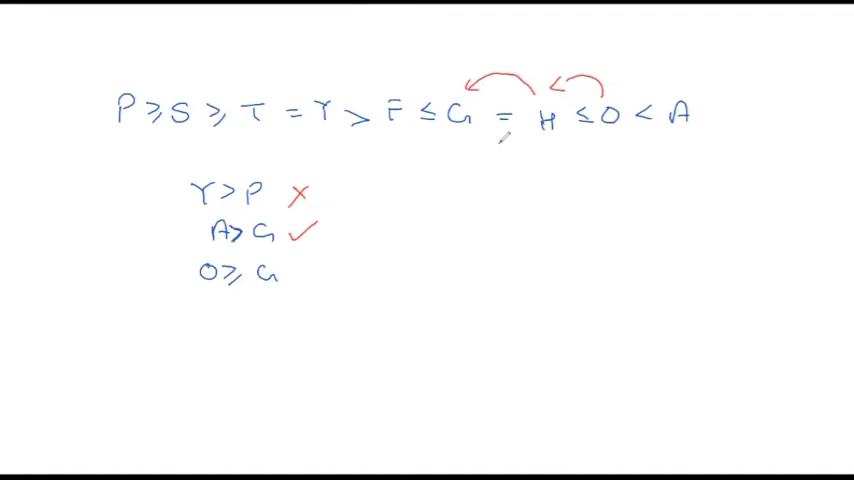 P ≥ S ≥ T = Y > F ≤ G = H ≤ O < A
Y > P ✗
A > G ✓
O ≥ G